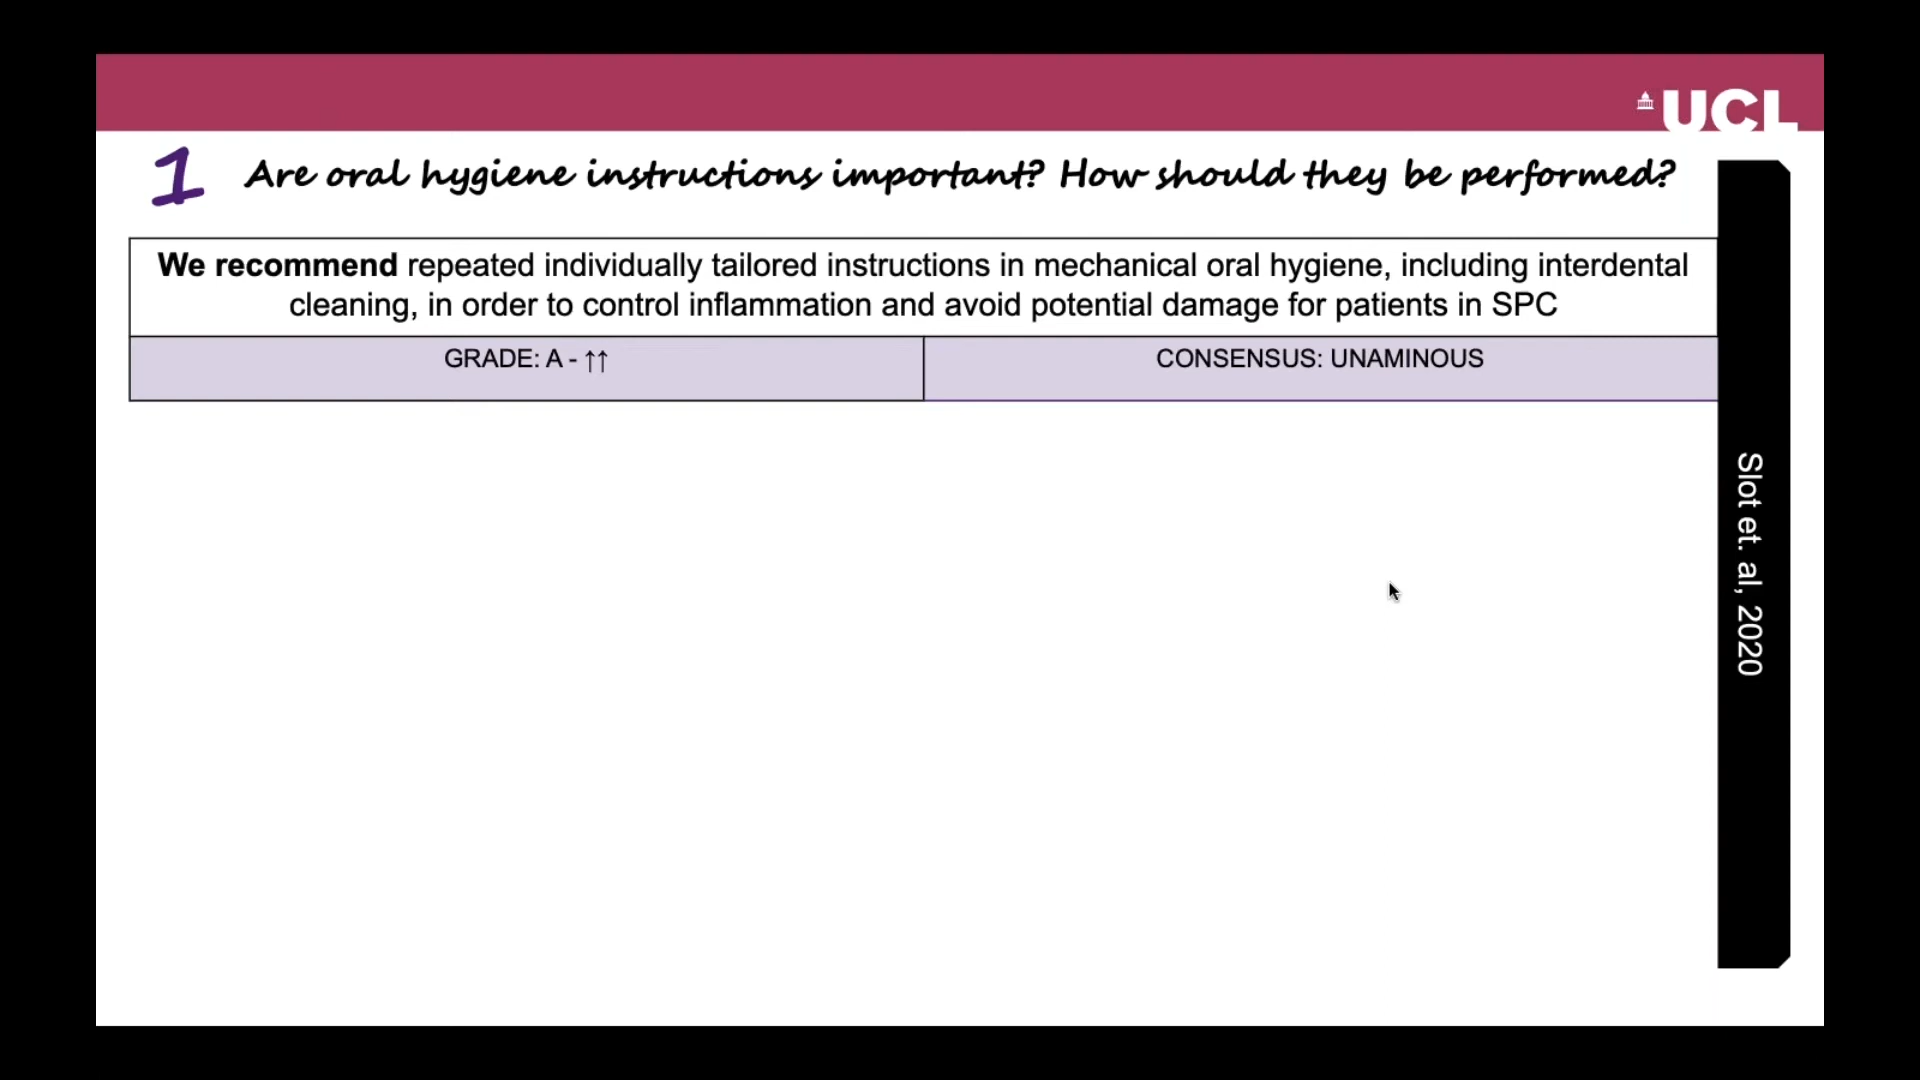 UCL
1 Are oral hygiene instructions important? How should they be performed?
We recommend repeated individually tailored instructions in mechanical oral hygiene, including interdental
cleaning, in order to control inflammation and avoid potential damage for patients in SPC
GRADE: A - ↑↑
CONSENSUS: UNAMINOUS
Slot et. al, 2020